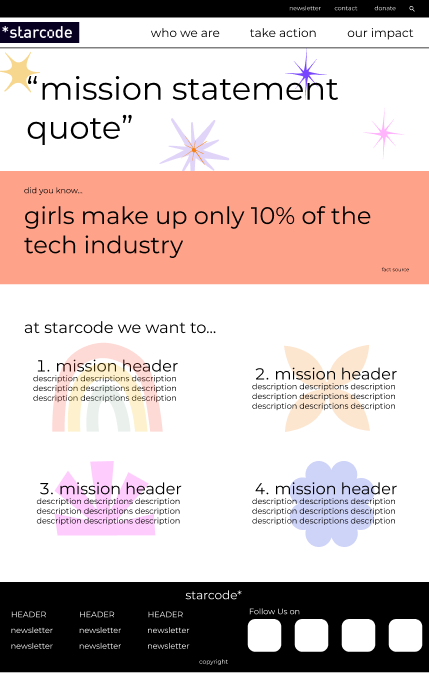 newsletter contact donate
*starcode who we are take action our impact
“mission statement
quote”
did you know...
girls make up only 10% of the
tech industry
fact source
at starcode we want to...
1. mission header
description descriptions description
description descriptions description
description descriptions description
2. mission header
description descriptions description
description descriptions description
description descriptions description
3. mission header
description descriptions description
description descriptions description
description descriptions description
4. mission header
description descriptions description
description descriptions description
description descriptions description
starcode*
HEADER HEADER HEADER Follow Us on
newsletter newsletter newsletter
newsletter newsletter newsletter
copyright